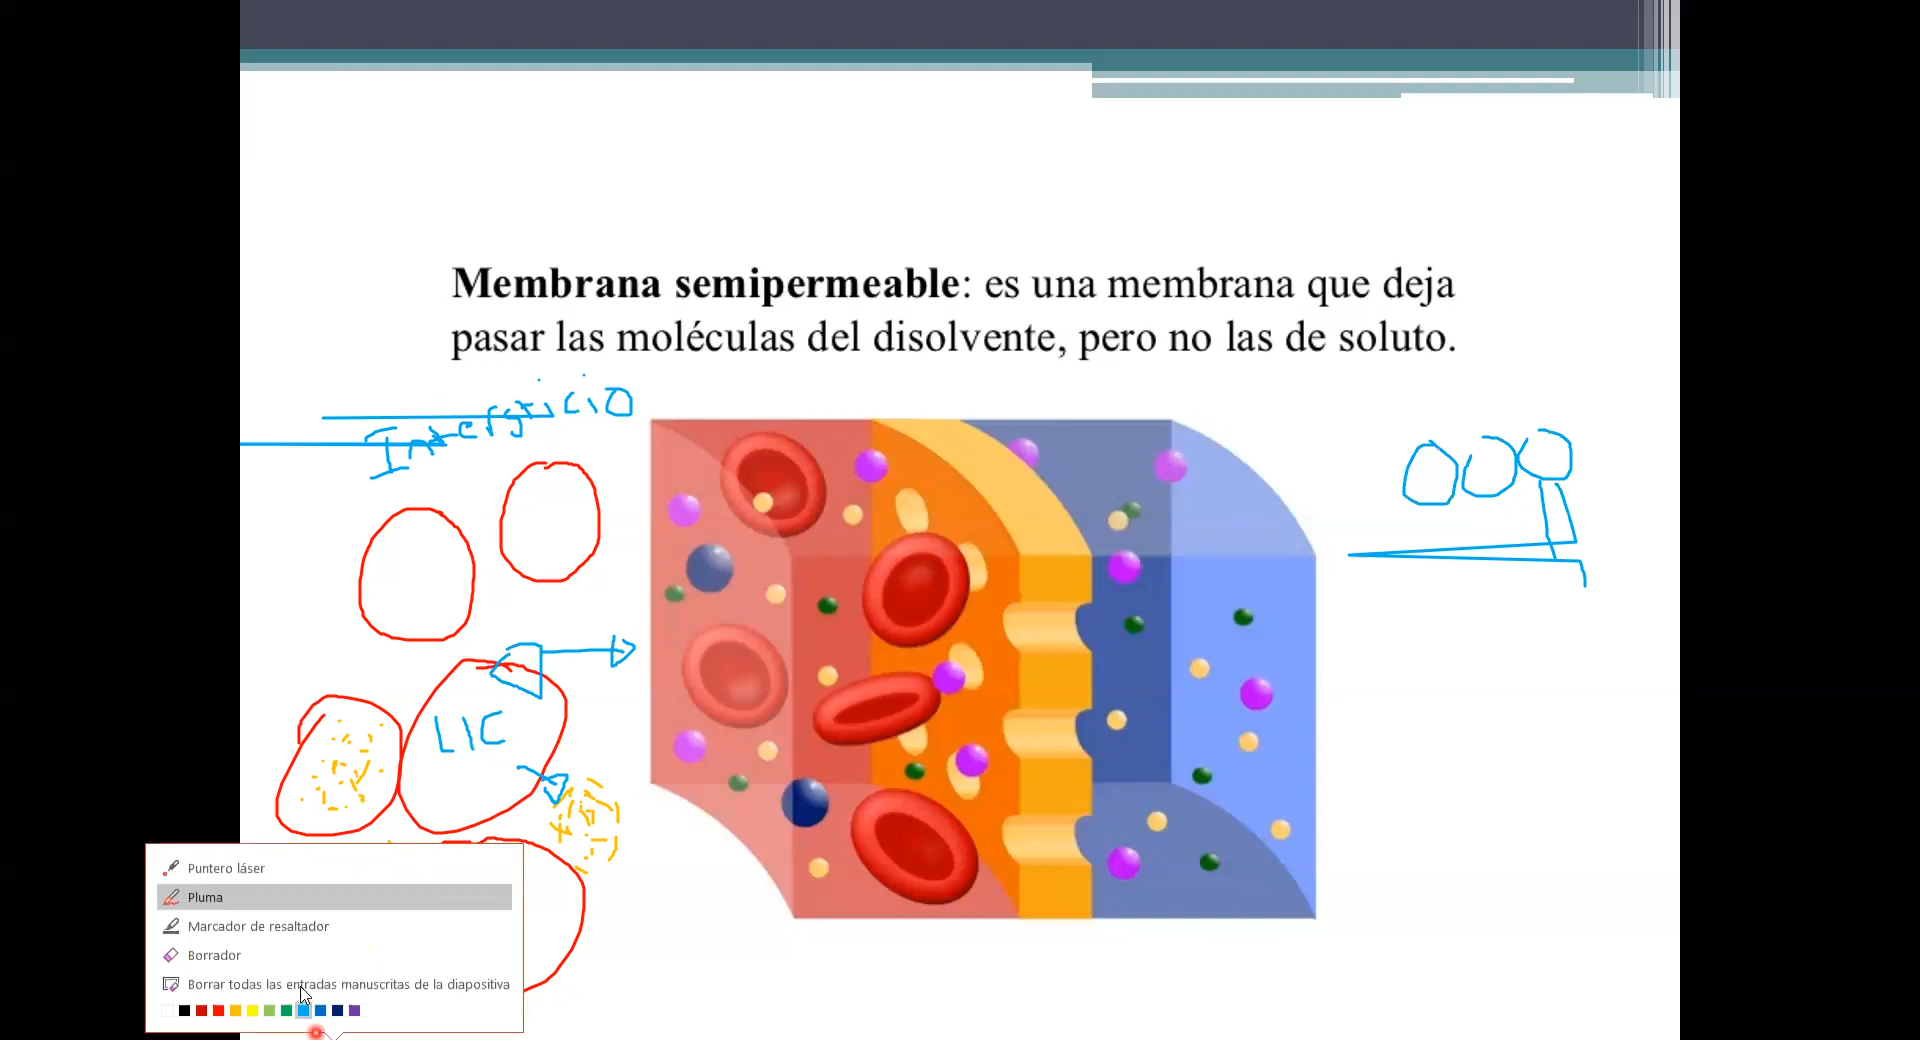 Membrana semipermeable: es una membrana que deja
pasar las moléculas del disolvente, pero no las de soluto.
Intersticio
LIC
Puntero láser
Pluma
Marcador de resaltador
Borrador
Borrar todas las entradas manuscritas de la diapositiva